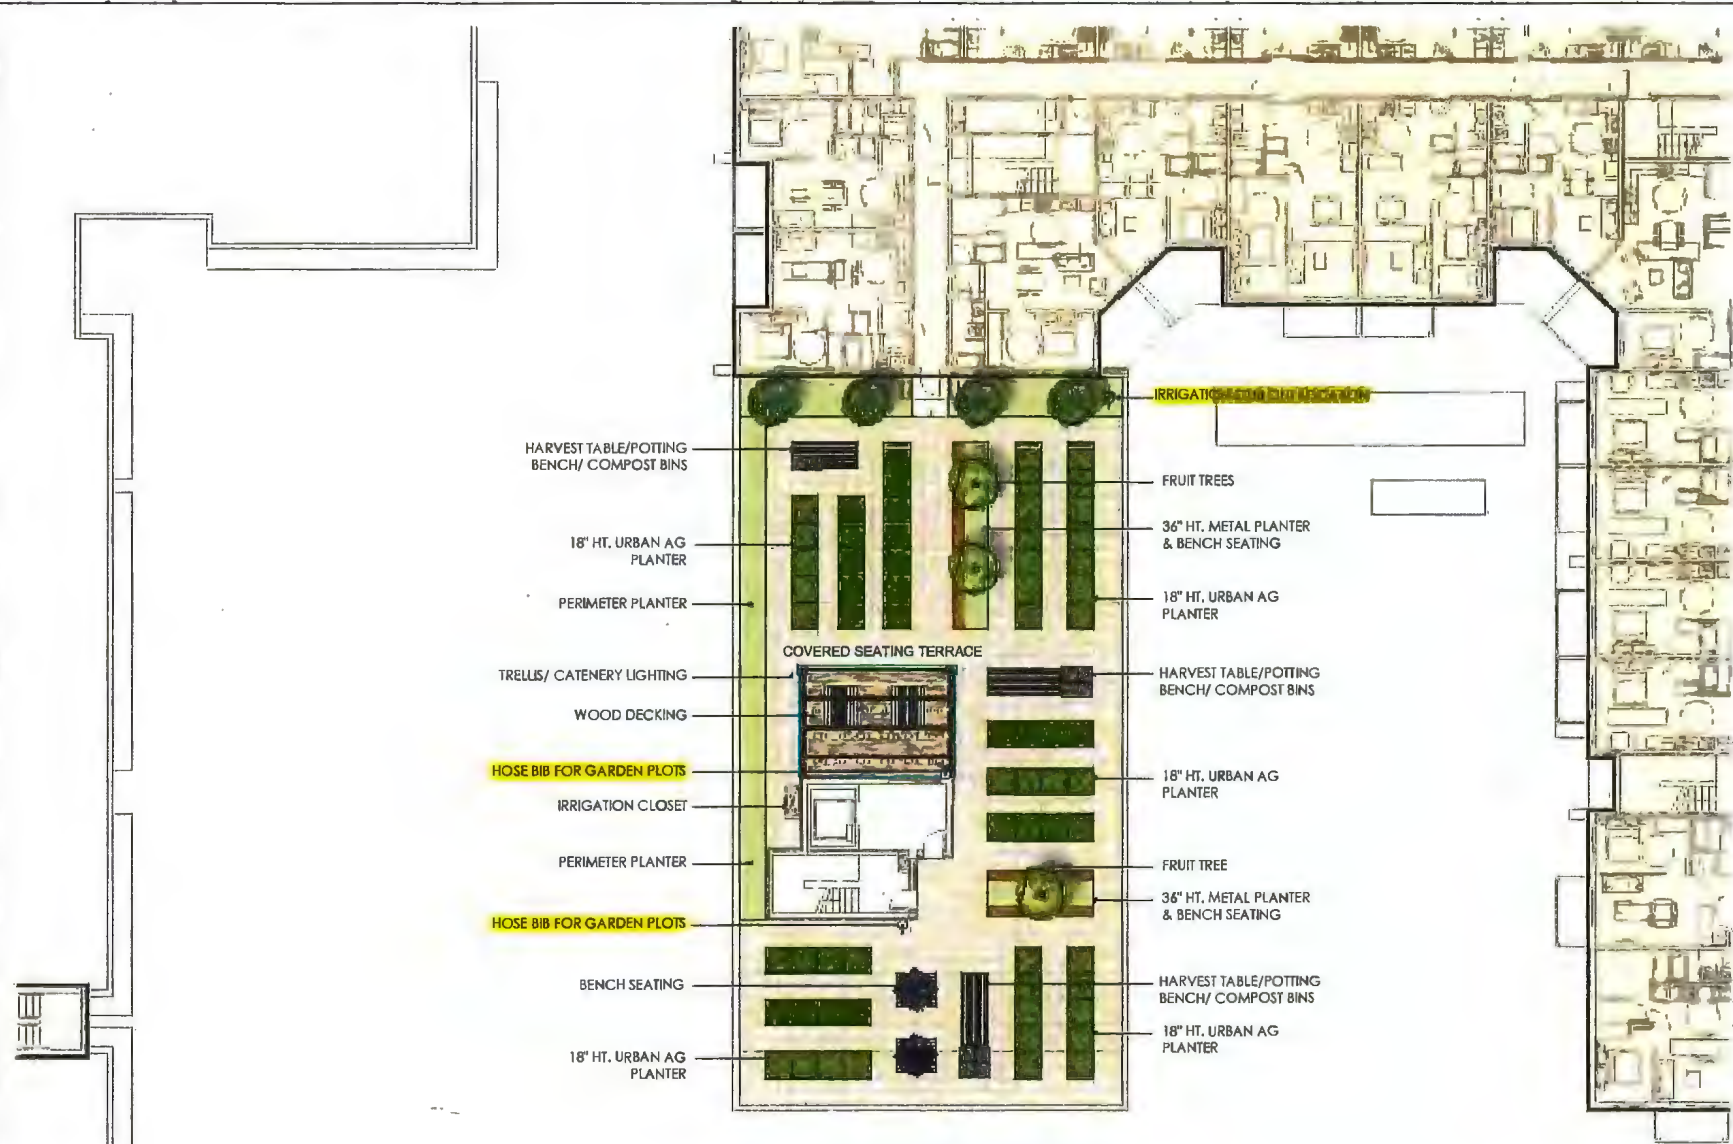 IRRIGATION
HARVEST TABLE/POTTING
BENCH/ COMPOST BINS
FRUIT TREES
36" HT. METAL PLANTER
& BENCH SEATING
18" HT. URBAN AG
PLANTER
PERIMETER PLANTER
18" HT. URBAN AG
PLANTER
COVERED SEATING TERRACE
TRELLIS/ CATENERY LIGHTING
HARVEST TABLE/POTTING
BENCH/ COMPOST BINS
WOOD DECKING
HOSE BIB FOR GARDEN PLOTS
18" HT. URBAN AG
PLANTER
IRRIGATION CLOSET
PERIMETER PLANTER
FRUIT TREE
36" HT. METAL PLANTER
& BENCH SEATING
HOSE BIB FOR GARDEN PLOTS
BENCH SEATING
HARVEST TABLE/POTTING
BENCH/ COMPOST BINS
18" HT. URBAN AG
PLANTER
18" HT. URBAN AG
PLANTER